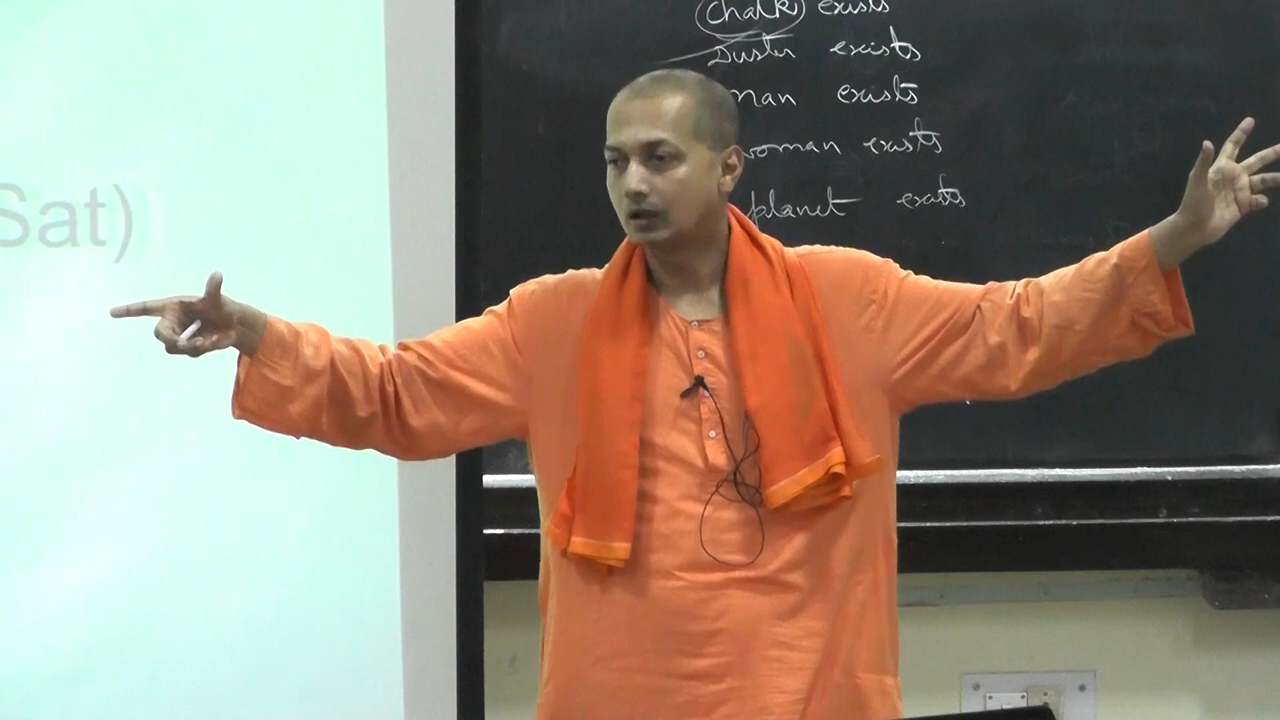 Sat)
chalk exists
Duster exists
man exists
woman exists
planet exists